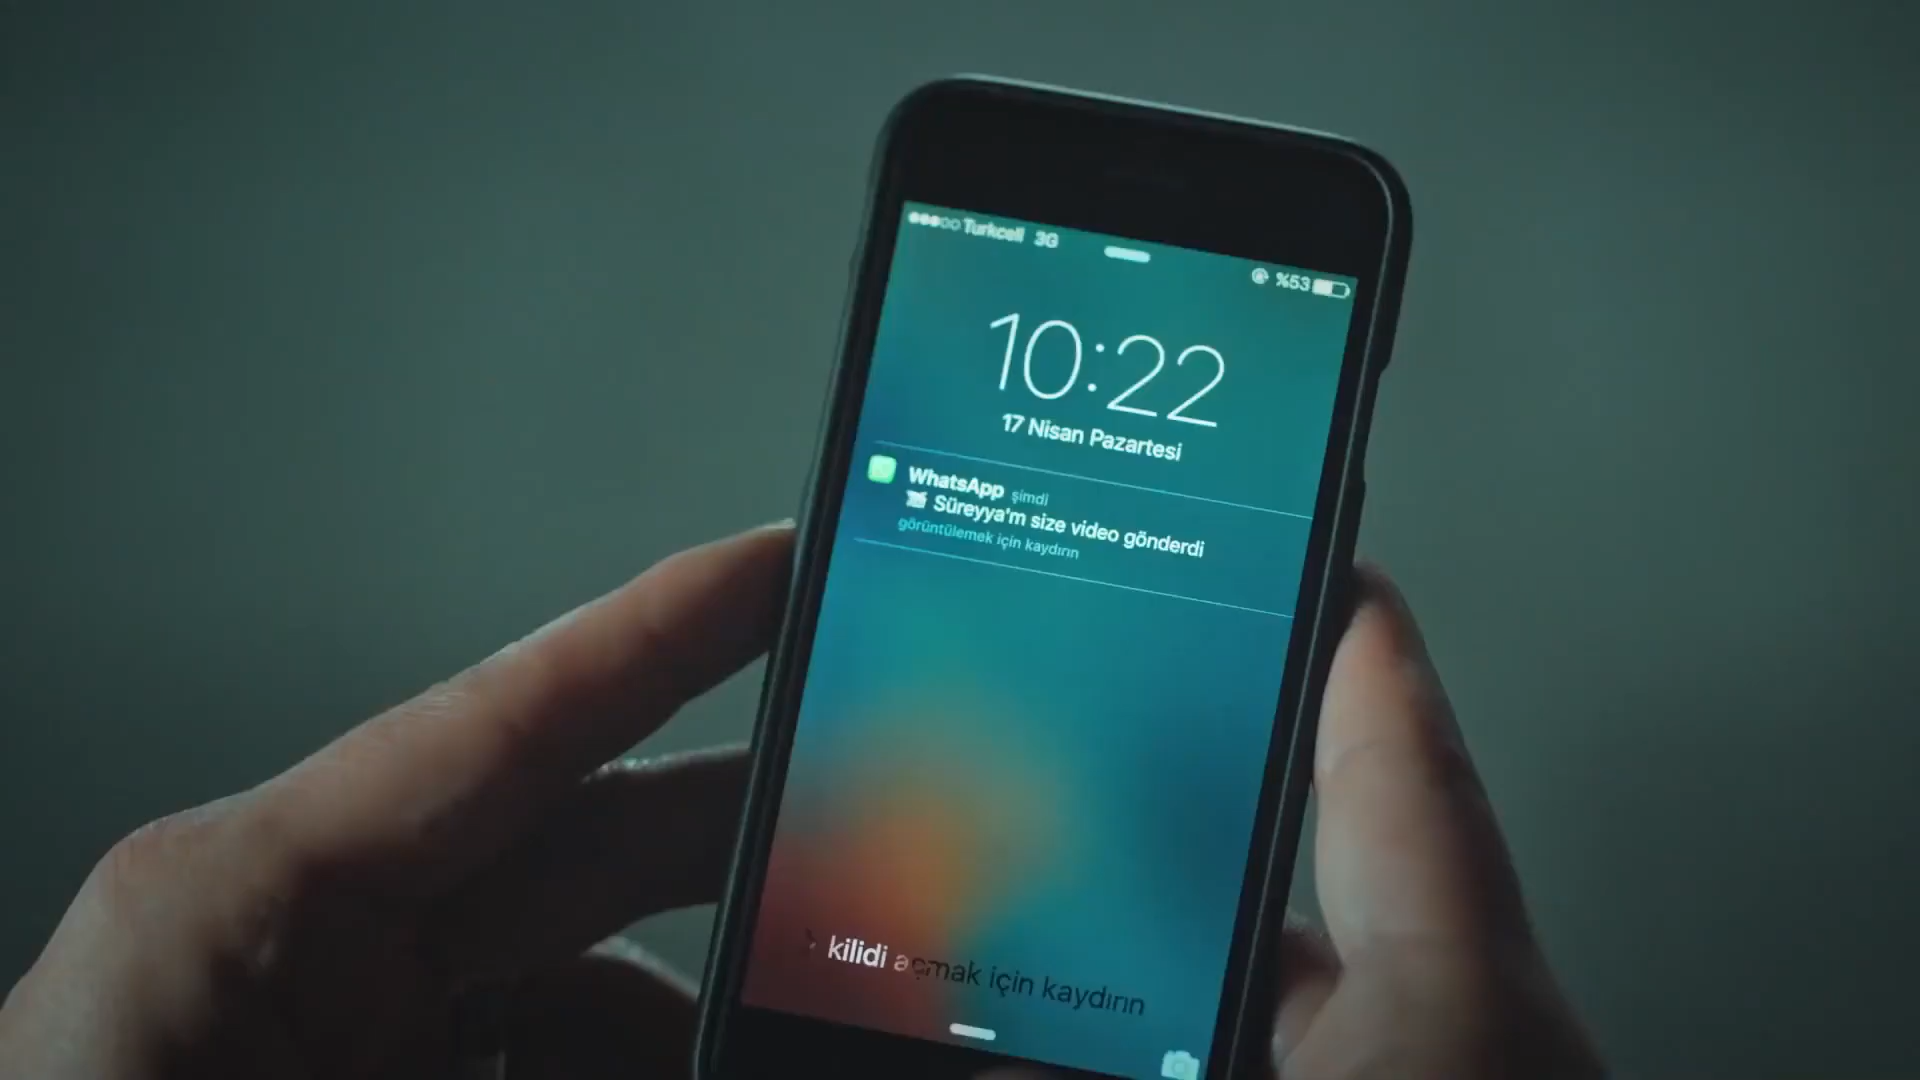 Turkcell 3G
%53
10:22
17 Nisan Pazartesi
WhatsApp şimdi
Süreyya'm size video gönderdi
görüntülemek için kaydırın
kilidi açmak için kaydırın